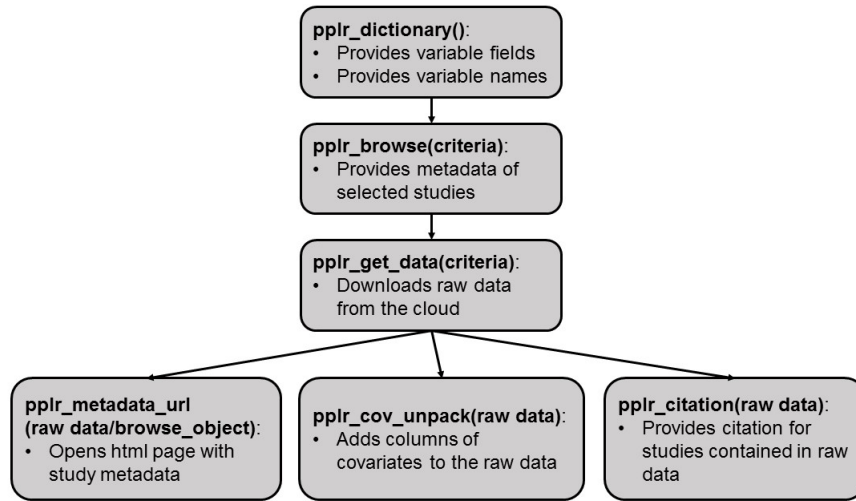 pplr_dictionary():
• Provides variable fields
• Provides variable names
pplr_browse(criteria):
• Provides metadata of
selected studies
pplr_get_data(criteria):
• Downloads raw data
from the cloud
pplr_metadata_url
(raw data/browse_object):
• Opens html page with
study metadata
pplr_cov_unpack(raw data):
• Adds columns of
covariates to the raw data
pplr_citation(raw data):
• Provides citation for
studies contained in raw
data